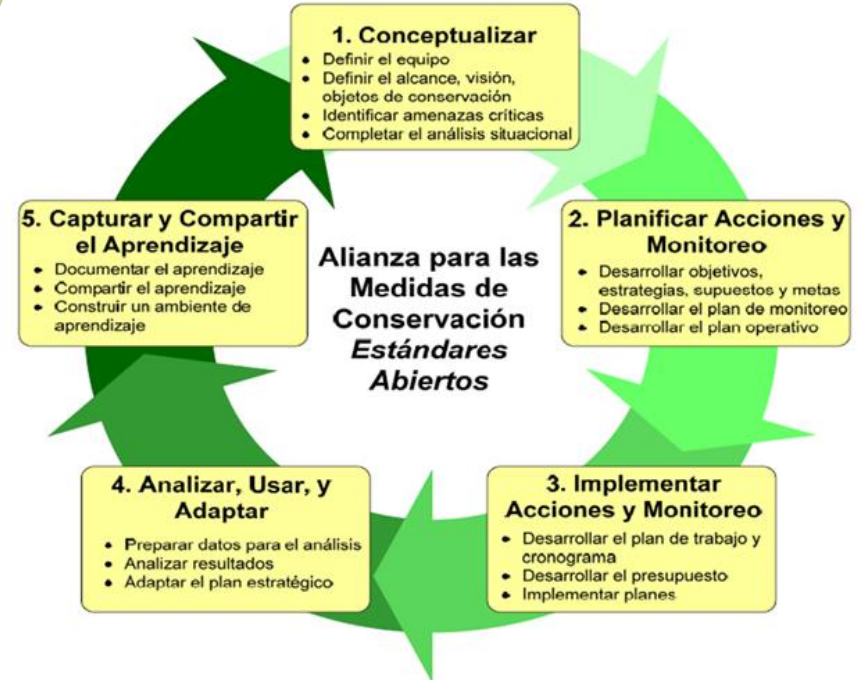 1. Conceptualizar
• Definir el equipo
• Definir el alcance, visión,
objetos de conservación
• Identificar amenazas críticas
• Completar el análisis situacional
2. Planificar Acciones y
Monitoreo
• Desarrollar objetivos,
estrategias, supuestos y metas
• Desarrollar el plan de monitoreo
• Desarrollar el plan operativo
3. Implementar
Acciones y Monitoreo
• Desarrollar el plan de trabajo y
cronograma
• Desarrollar el presupuesto
• Implementar planes
4. Analizar, Usar, y
Adaptar
• Preparar datos para el análisis
• Analizar resultados
• Adaptar el plan estratégico
5. Capturar y Compartir
el Aprendizaje
• Documentar el aprendizaje
• Compartir el aprendizaje
• Construir un ambiente de
aprendizaje
Alianza para las
Medidas de
Conservación
Estándares
Abiertos